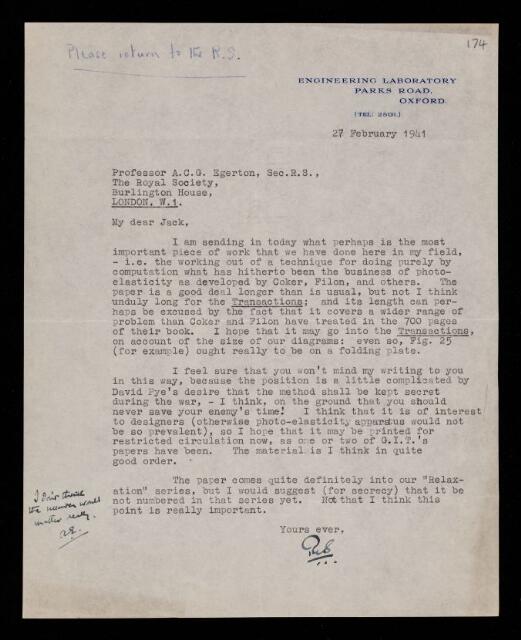 Please return to the R.S.
174
ENGINEERING LABORATORY
PARKS ROAD,
OXFORD.
(TEL: 2501.)
27 February 1941
Professor A.C.G. Egerton, Sec.R.S.,
The Royal Society,
Burlington House,
LONDON, W.1.
My dear Jack,
I am sending in today what perhaps is the most
important piece of work that we have done here in my field,
- i.e. the working out of a technique for doing purely by
computation what has hitherto been the business of photo-
elasticity as developed by Coker, Filon, and others. The
paper is a good deal longer than is usual, but not I think
unduly long for the Transactions; and its length can per-
haps be excused by the fact that it covers a wider range of
problem than Coker and Filon have treated in the 700 pages
of their book. I hope that it may go into the Transactions,
on account of the size of our diagrams: even so, Fig. 25
(for example) ought really to be on a folding plate.
I feel sure that you won't mind my writing to you
in this way, because the position is a little complicated by
David Pye's desire that the method shall be kept secret
during the war, - I think, on the ground that you should
never save your enemy's time! I think that it is of interest
to designers (otherwise photo-elasticity apparatus would not
be so prevalent), so I hope that it may be printed for
restricted circulation now, as one or two of G.I.T.'s
papers have been. The material is I think in quite
good order.
The paper comes quite definitely into our "Relax-
ation" series, but I would suggest (for secrecy) that it be
not numbered in that series yet. Not that I think this
point is really important.
I don't think
the number would
matter really.
A.E.
Yours ever,